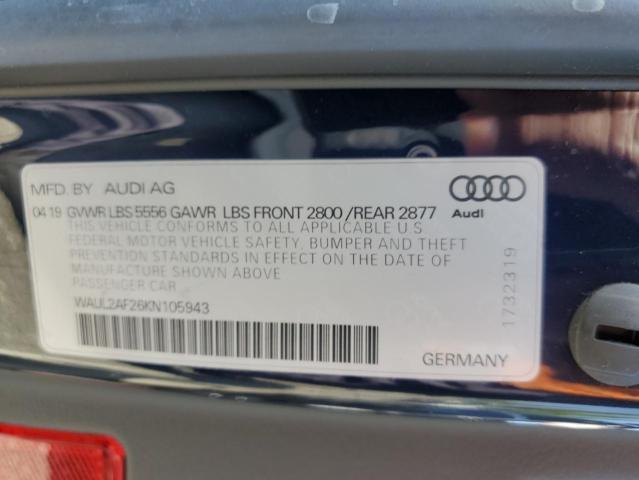 MFD. BY AUDI AG
Audi
04 19 GVWR LBS 5556 GAWR LBS FRONT 2800 / REAR 2877
THIS VEHICLE CONFORMS TO ALL APPLICABLE U S
FEDERAL MOTOR VEHICLE SAFETY, BUMPER AND THEFT
PREVENTION STANDARDS IN EFFECT ON THE DATE OF
MANUFACTURE SHOWN ABOVE
PASSENGER CAR
WAUL2AF26KN105943
GERMANY
1732319